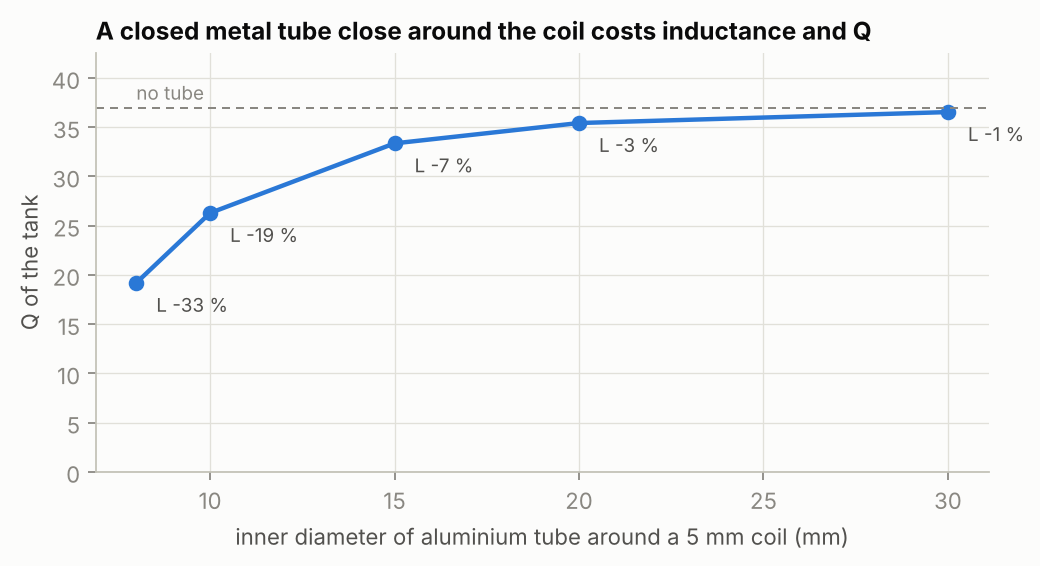 A closed metal tube close around the coil costs inductance and Q
40
no tube
35
L -1 %
L -3 %
L -7 %
30
L -19 %
25
20
L -33 %
15
10
5
0
Q of the tank
10 15 20 25 30
inner diameter of aluminium tube around a 5 mm coil (mm)